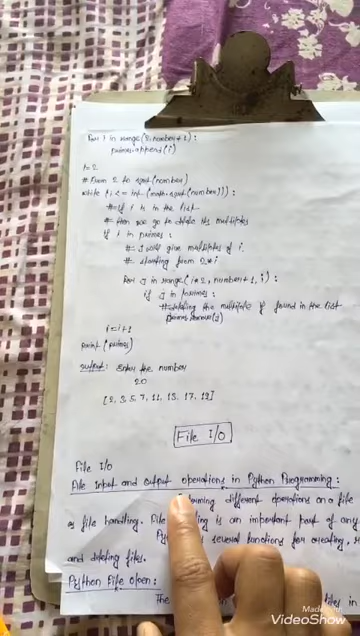 for i in range(2, number+1):
primes.append(i)
i=2
# from 2 to sqrt(number)
while (i <= int(math.sqrt(number))):
# if i is in the list
# then we go to delete its multiples
if i in primes:
# j will give multiples of i.
# starting from 2*i
for j in range(i*2, number+1, i):
if j in primes:
# deleting the multiple if found in the list
primes.remove(j)
i=i+1
print(primes)
output: Enter the number
20
[2, 3, 5, 7, 11, 13, 17, 19]
File I/O
File I/O
File Input and output operations in Python Programming:
different operations on a file
as file handling. File is an important part of any
several functions for creating,
and deleting files.
Python File open:
The in
Made with
VideoShow